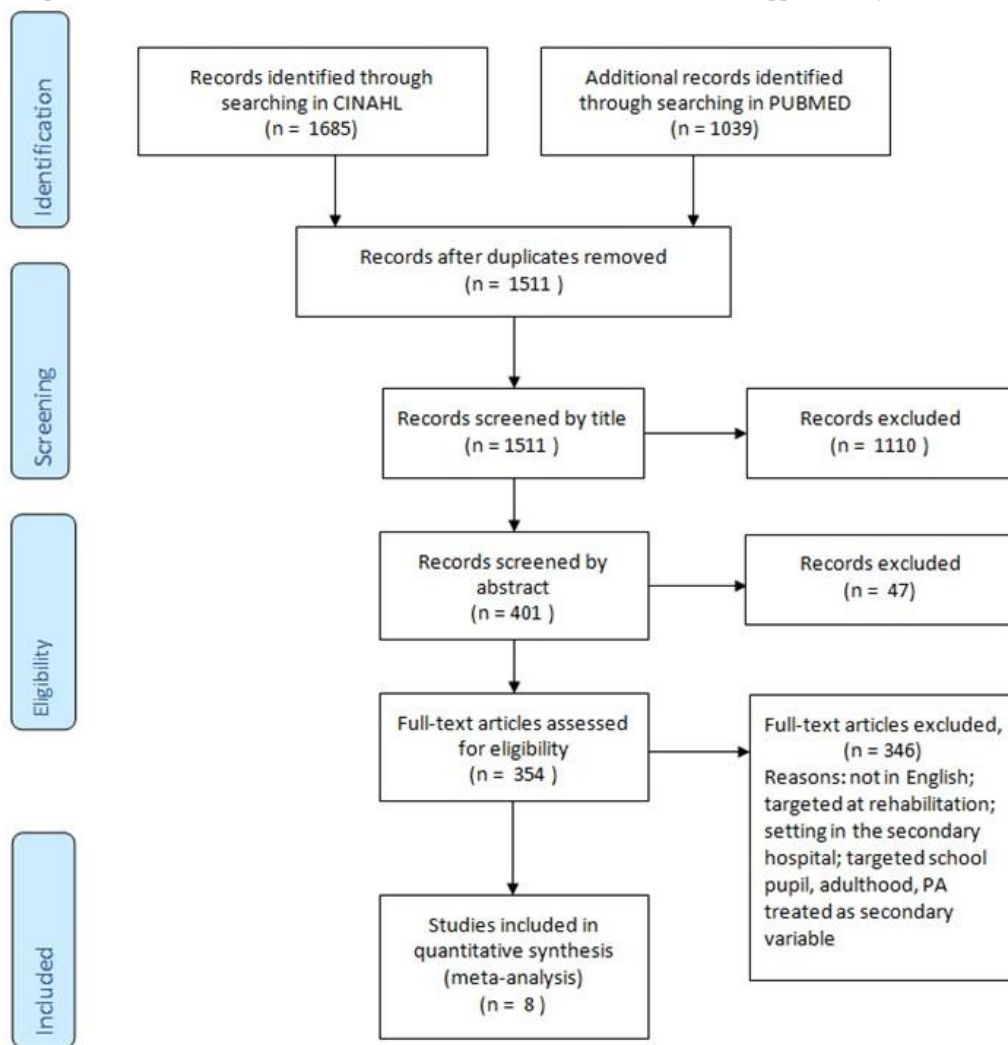 Identification
Records identified through
searching in CINAHL
(n = 1685)
Additional records identified
through searching in PUBMED
(n = 1039)
Records after duplicates removed
(n = 1511 )
Screening
Records screened by title
(n = 1511 )
Records excluded
(n = 1110 )
Eligibility
Records screened by
abstract
(n = 401 )
Records excluded
(n = 47)
Full-text articles assessed
for eligibility
(n = 354 )
Full-text articles excluded,
(n = 346)
Reasons: not in English;
targeted at rehabilitation;
setting in the secondary
hospital; targeted school
pupil, adulthood, PA
treated as secondary
variable
Included
Studies included in
quantitative synthesis
(meta-analysis)
(n = 8 )